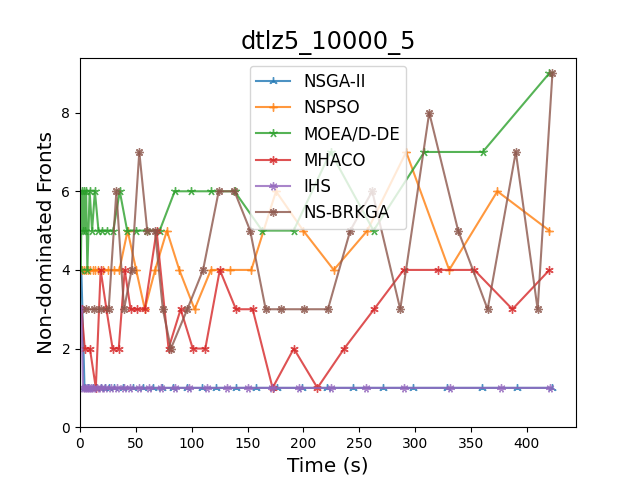 dtlz5_10000_5
NSGA-II
NSPSO
MOEA/D-DE
MHACO
IHS
NS-BRKGA
Non-dominated Fronts
8
6
4
2
0
0 50 100 150 200 250 300 350 400
Time (s)